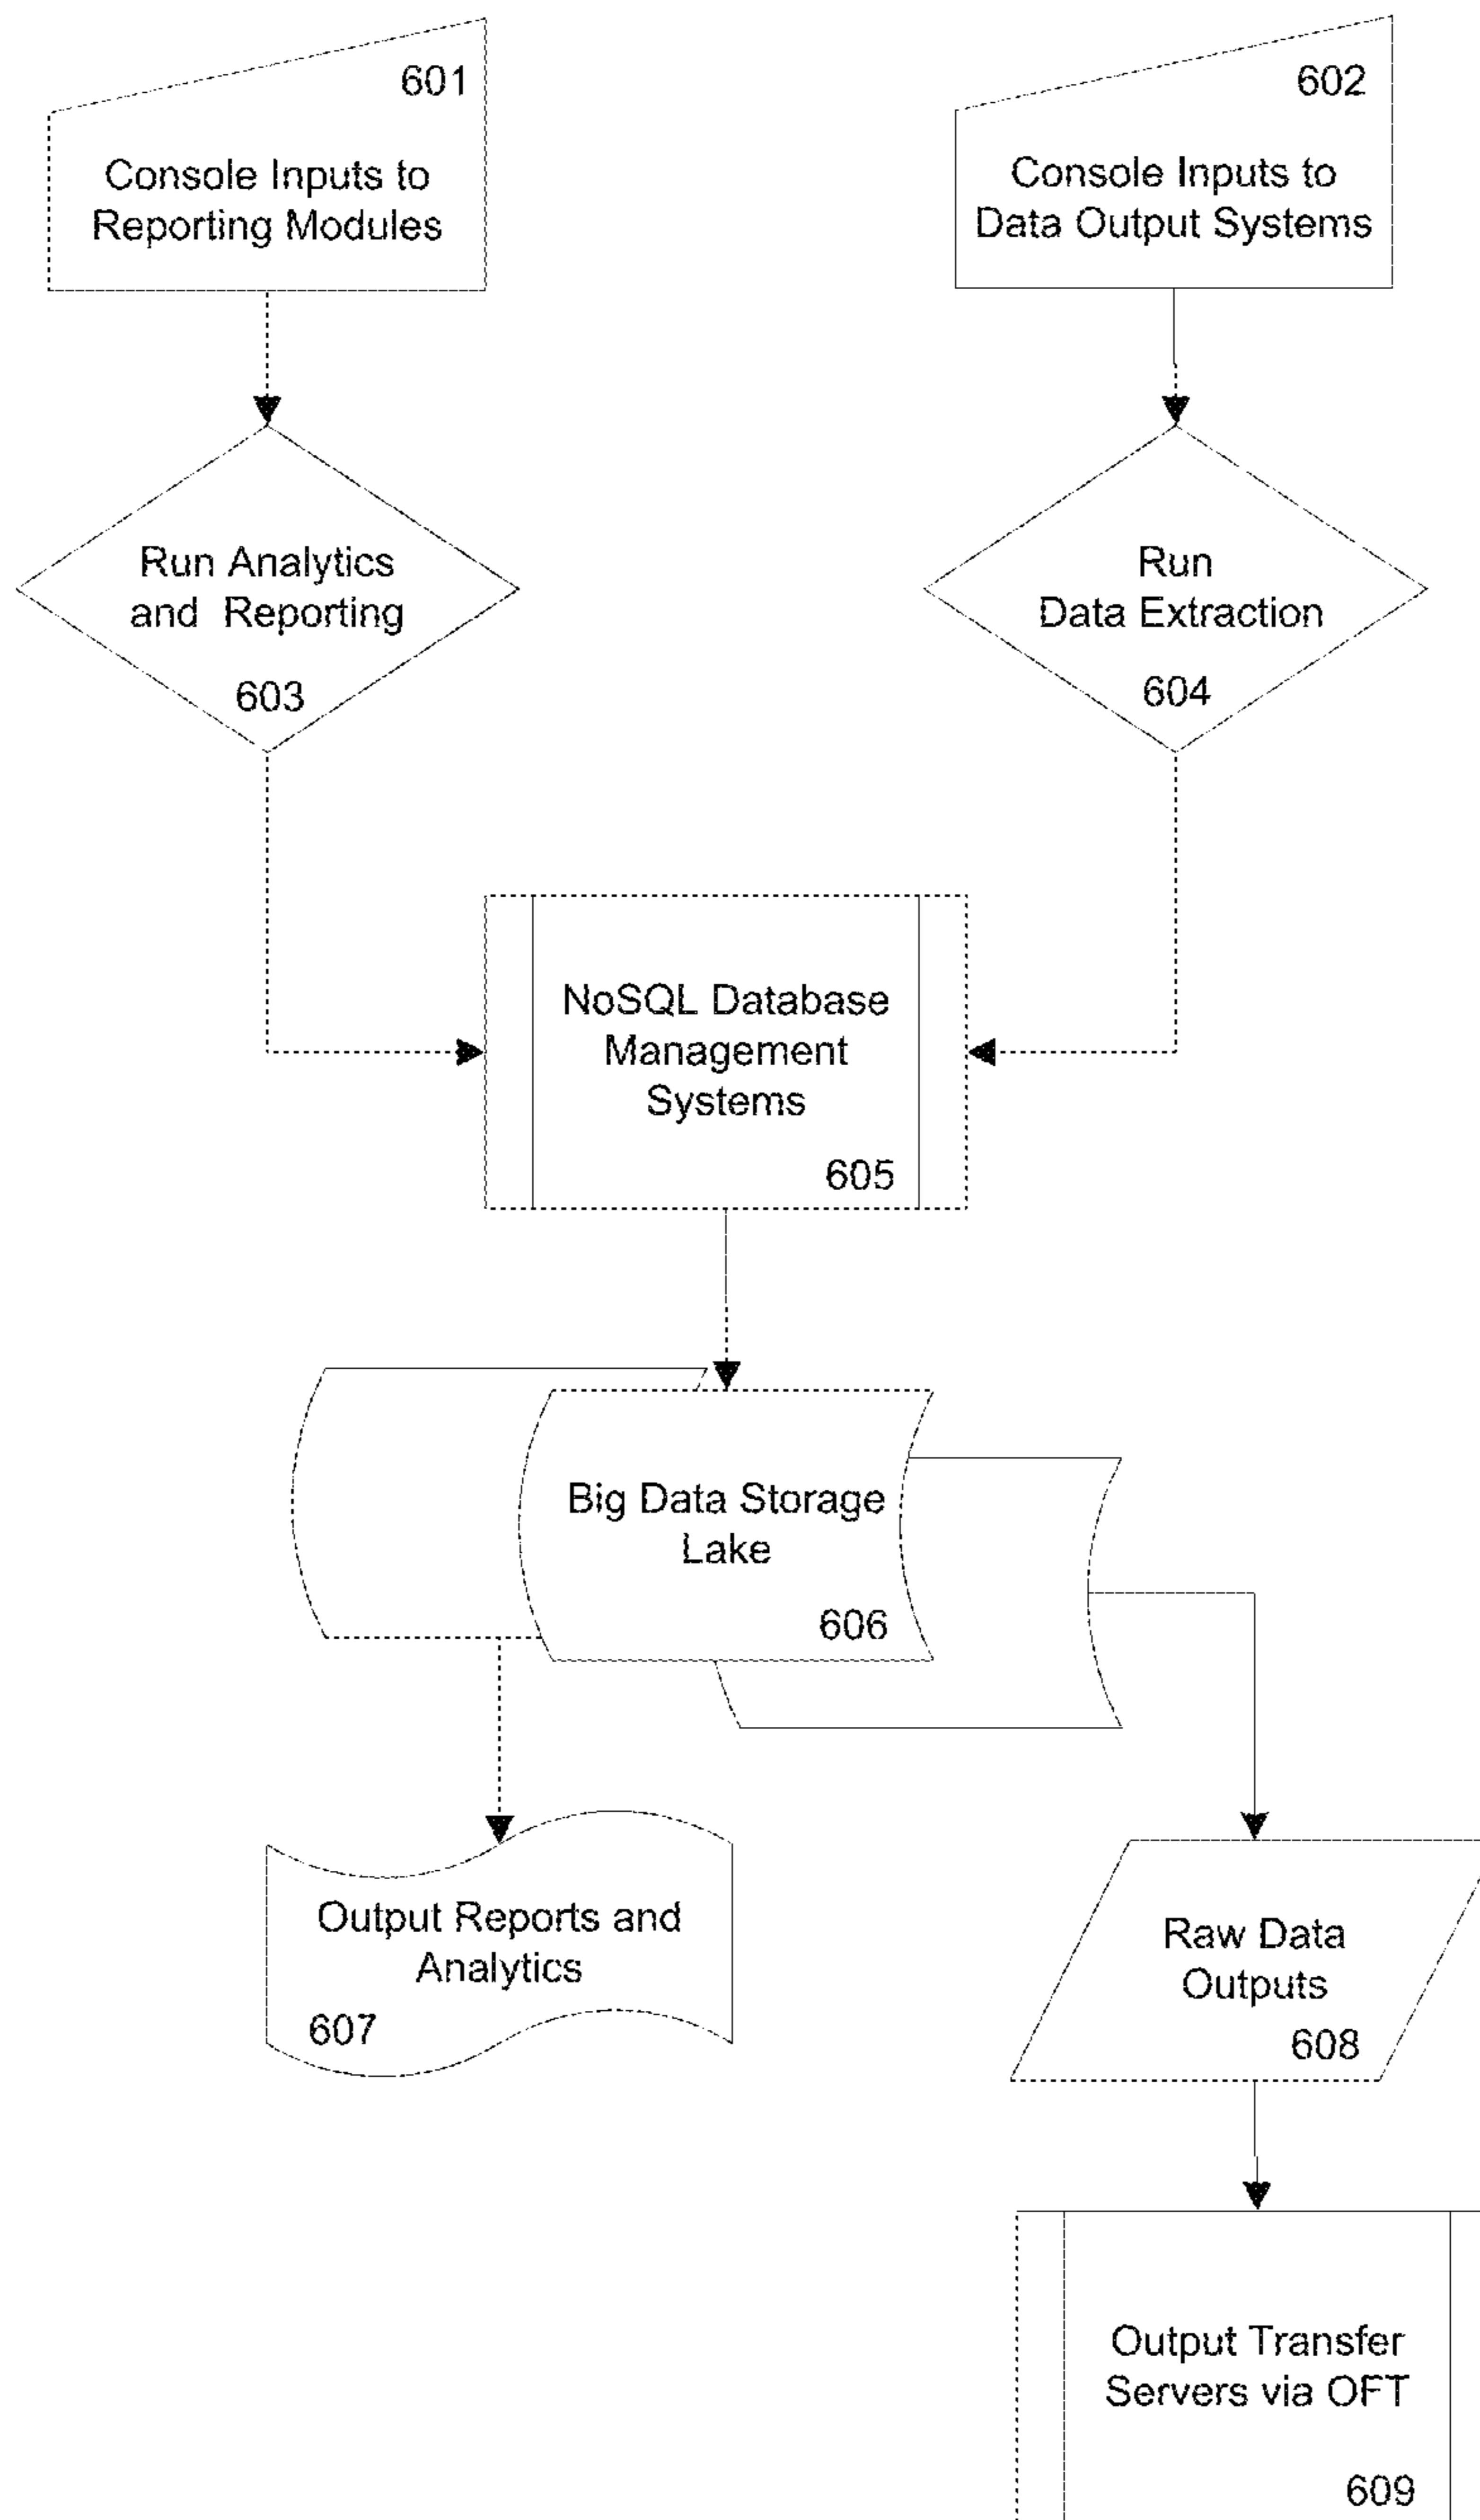 601
Console Inputs to
Reporting Modules
602
Console Inputs to
Data Output Systems
Run Analytics
and Reporting
603
Run
Data Extraction
604
NoSQL Database
Management
Systems
605
Big Data Storage
Lake
606
Output Reports and
Analytics
607
Raw Data
Outputs
608
Output Transfer
Servers via OFT
609